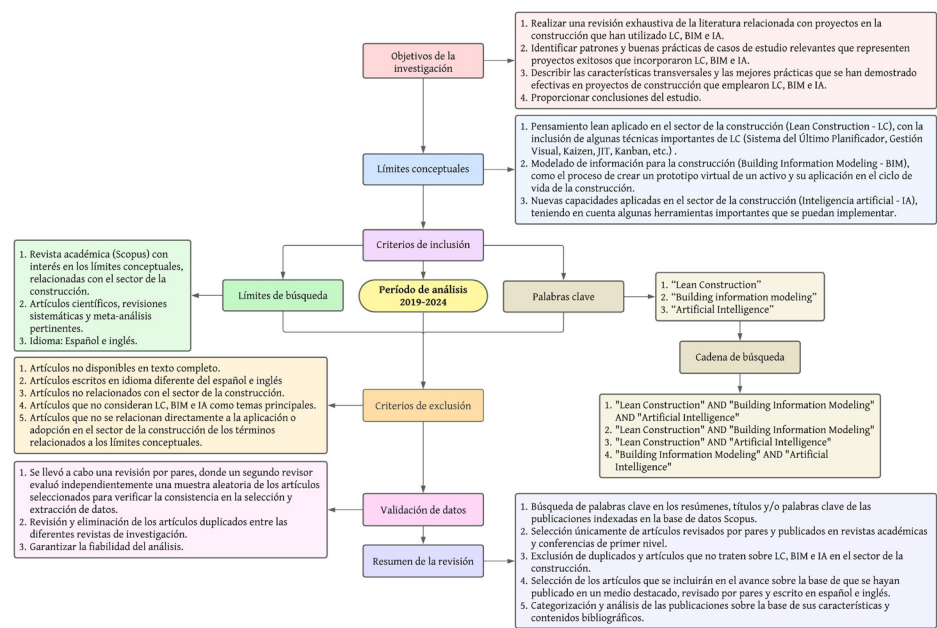 Objetivos de la
investigación
1. Realizar una revisión exhaustiva de la literatura relacionada con proyectos en la
construcción que han utilizado LC, BIM e IA.
2. Identificar patrones y buenas prácticas de casos de estudio relevantes que representen
proyectos exitosos que incorporaron LC, BIM e IA.
3. Describir las características transversales y las mejores prácticas que se han demostrado
efectivas en proyectos de construcción que emplearon LC, BIM e IA.
4. Proporcionar conclusiones del estudio.
Límites conceptuales
1. Pensamiento lean aplicado en el sector de la construcción (Lean Construction - LC), con la
inclusión de algunas técnicas importantes de LC (Sistema del Último Planificador, Gestión
Visual, Kaizen, JIT, Kanban, etc.) .
2. Modelado de información para la construcción (Building Information Modeling - BIM),
como el proceso de crear un prototipo virtual de un activo y su aplicación en el ciclo de
vida de la construcción.
3. Nuevas capacidades aplicadas en el sector de la construcción (Inteligencia artificial - IA),
teniendo en cuenta algunas herramientas importantes que se puedan implementar.
Criterios de inclusión
1. Revista académica (Scopus) con
interés en los límites conceptuales,
relacionadas con el sector de la
construcción.
2. Artículos científicos, revisiones
sistemáticas y meta-análisis
pertinentes.
3. Idioma: Español e inglés.
Límites de búsqueda
Período de análisis
2019-2024
Palabras clave
1. “Lean Construction”
2. “Building information modeling”
3. “Artificial Intelligence”
Cadena de búsqueda
1. "Lean Construction" AND "Building Information Modeling"
AND "Artificial Intelligence"
2. "Lean Construction" AND "Building Information Modeling"
3. "Lean Construction" AND "Artificial Intelligence"
4. "Building Information Modeling" AND "Artificial
Intelligence"
1. Artículos no disponibles en texto completo.
2. Artículos escritos en idioma diferente del español e inglés
3. Artículos no relacionados con el sector de la construcción.
4. Artículos que no consideran LC, BIM e IA como temas principales.
5. Artículos que no se relacionan directamente a la aplicación o
adopción en el sector de la construcción de los términos
relacionados a los límites conceptuales.
Criterios de exclusión
1. Se llevó a cabo una revisión por pares, donde un segundo revisor
evaluó independientemente una muestra aleatoria de los artículos
seleccionados para verificar la consistencia en la selección y
extracción de datos.
2. Revisión y eliminación de los artículos duplicados entre las
diferentes revistas de investigación.
3. Garantizar la fiabilidad del análisis.
Validación de datos
Resumen de la revisión
1. Búsqueda de palabras clave en los resúmenes, títulos y/o palabras clave de las
publicaciones indexadas en la base de datos Scopus.
2. Selección únicamente de artículos revisados por pares y publicados en revistas académicas
y conferencias de primer nivel.
3. Exclusión de duplicados y artículos que no traten sobre LC, BIM e IA en el sector de la
construcción.
4. Selección de los artículos que se incluirán en el avance sobre la base de que se hayan
publicado en un medio destacado, revisado por pares y escrito en español e inglés.
5. Categorización y análisis de las publicaciones sobre la base de sus características y
contenidos bibliográficos.